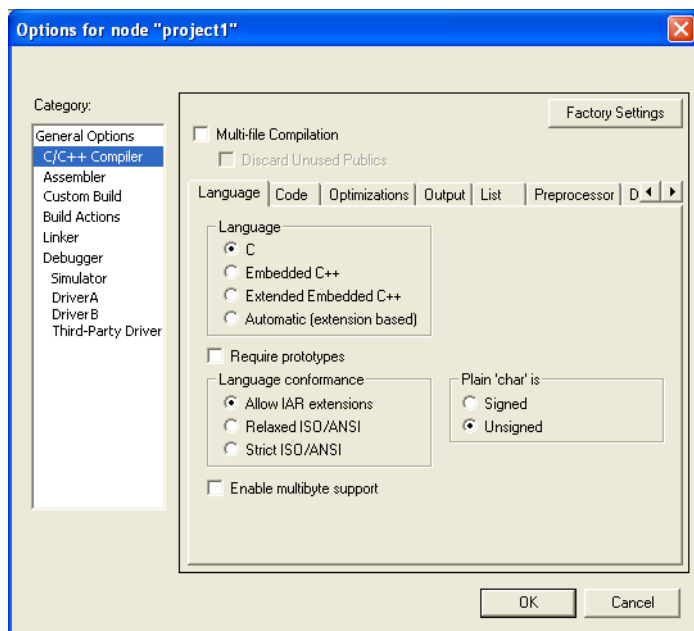 Options for node "project1"
Category:
Factory Settings
General Options
C/C++ Compiler
Assembler
Custom Build
Build Actions
Linker
Debugger
Simulator
DriverA
DriverB
Third-Party Driver
Multi-file Compilation
Discard Unused Publics
Language Code Optimizations Output List Preprocessor D
Language
C
Embedded C++
Extended Embedded C++
Automatic (extension based)
Require prototypes
Language conformance
Allow IAR extensions
Relaxed ISO/ANSI
Strict ISO/ANSI
Plain 'char' is
Signed
Unsigned
Enable multibyte support
OK Cancel